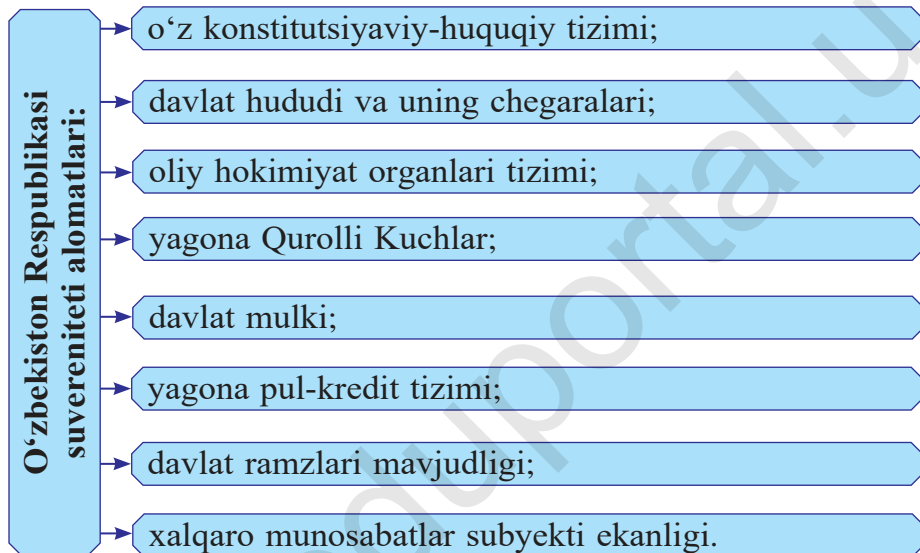 O‘zbekiston Respublikasi
suvereniteti alomatlari:
o‘z konstitutsiyaviy-huquqiy tizimi;
davlat hududi va uning chegaralari;
oliy hokimiyat organlari tizimi;
yagona Qurolli Kuchlar;
davlat mulki;
yagona pul-kredit tizimi;
davlat ramzlari mavjudligi;
xalqaro munosabatlar subyekti ekanligi.
eduportal.u